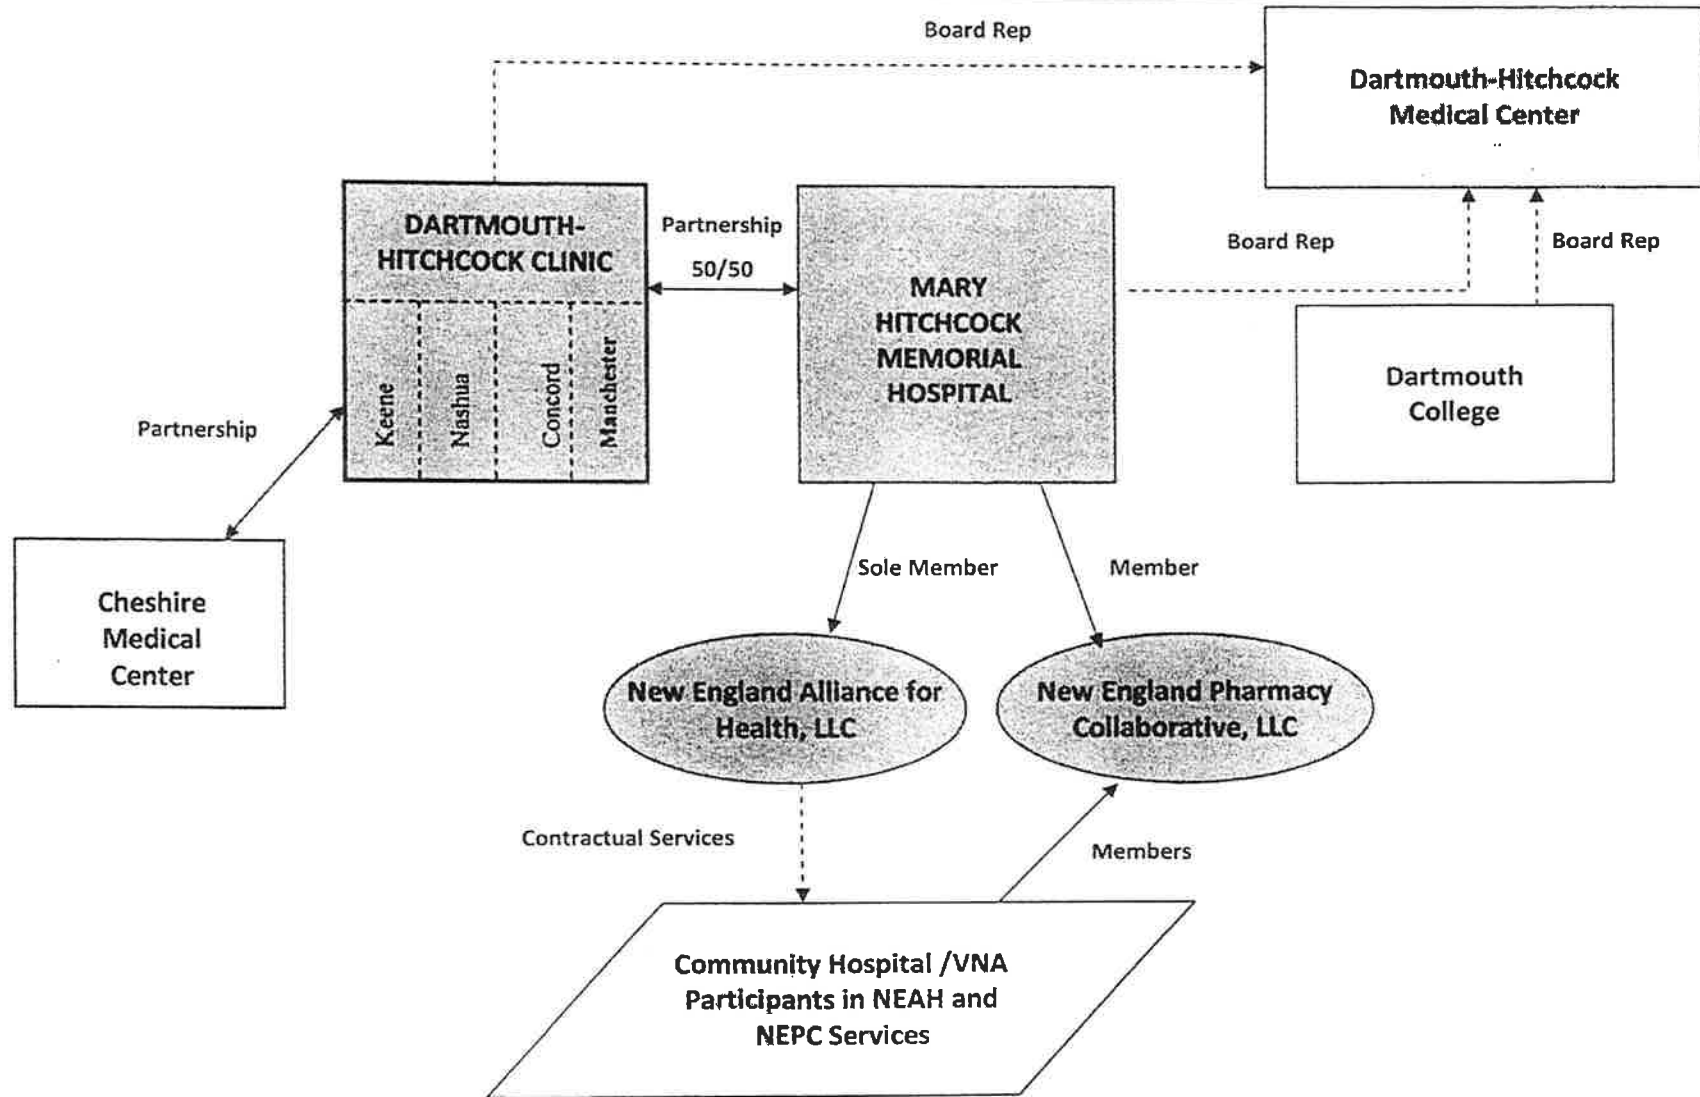 Board Rep
Dartmouth-Hitchcock
Medical Center
DARTMOUTH-
HITCHCOCK CLINIC
Partnership
50/50
MARY
HITCHCOCK
MEMORIAL
HOSPITAL
Board Rep
Board Rep
Keene
Nashua
Concord
Manchester
Dartmouth
College
Partnership
Cheshire
Medical
Center
Sole Member
Member
New England Alliance for
Health, LLC
New England Pharmacy
Collaborative, LLC
Contractual Services
Members
Community Hospital /VNA
Participants in NEAH and
NEPC Services